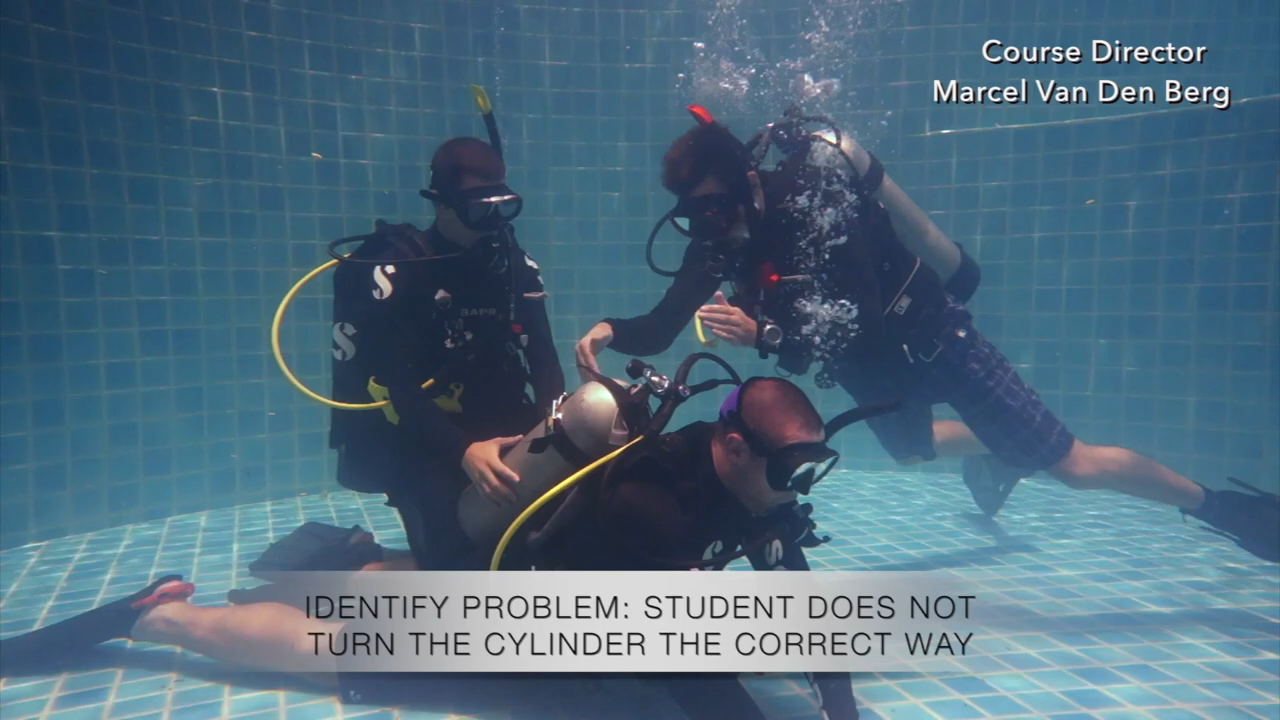 Course Director
Marcel Van Den Berg
S
S
IDENTIFY PROBLEM: STUDENT DOES NOT
TURN THE CYLINDER THE CORRECT WAY